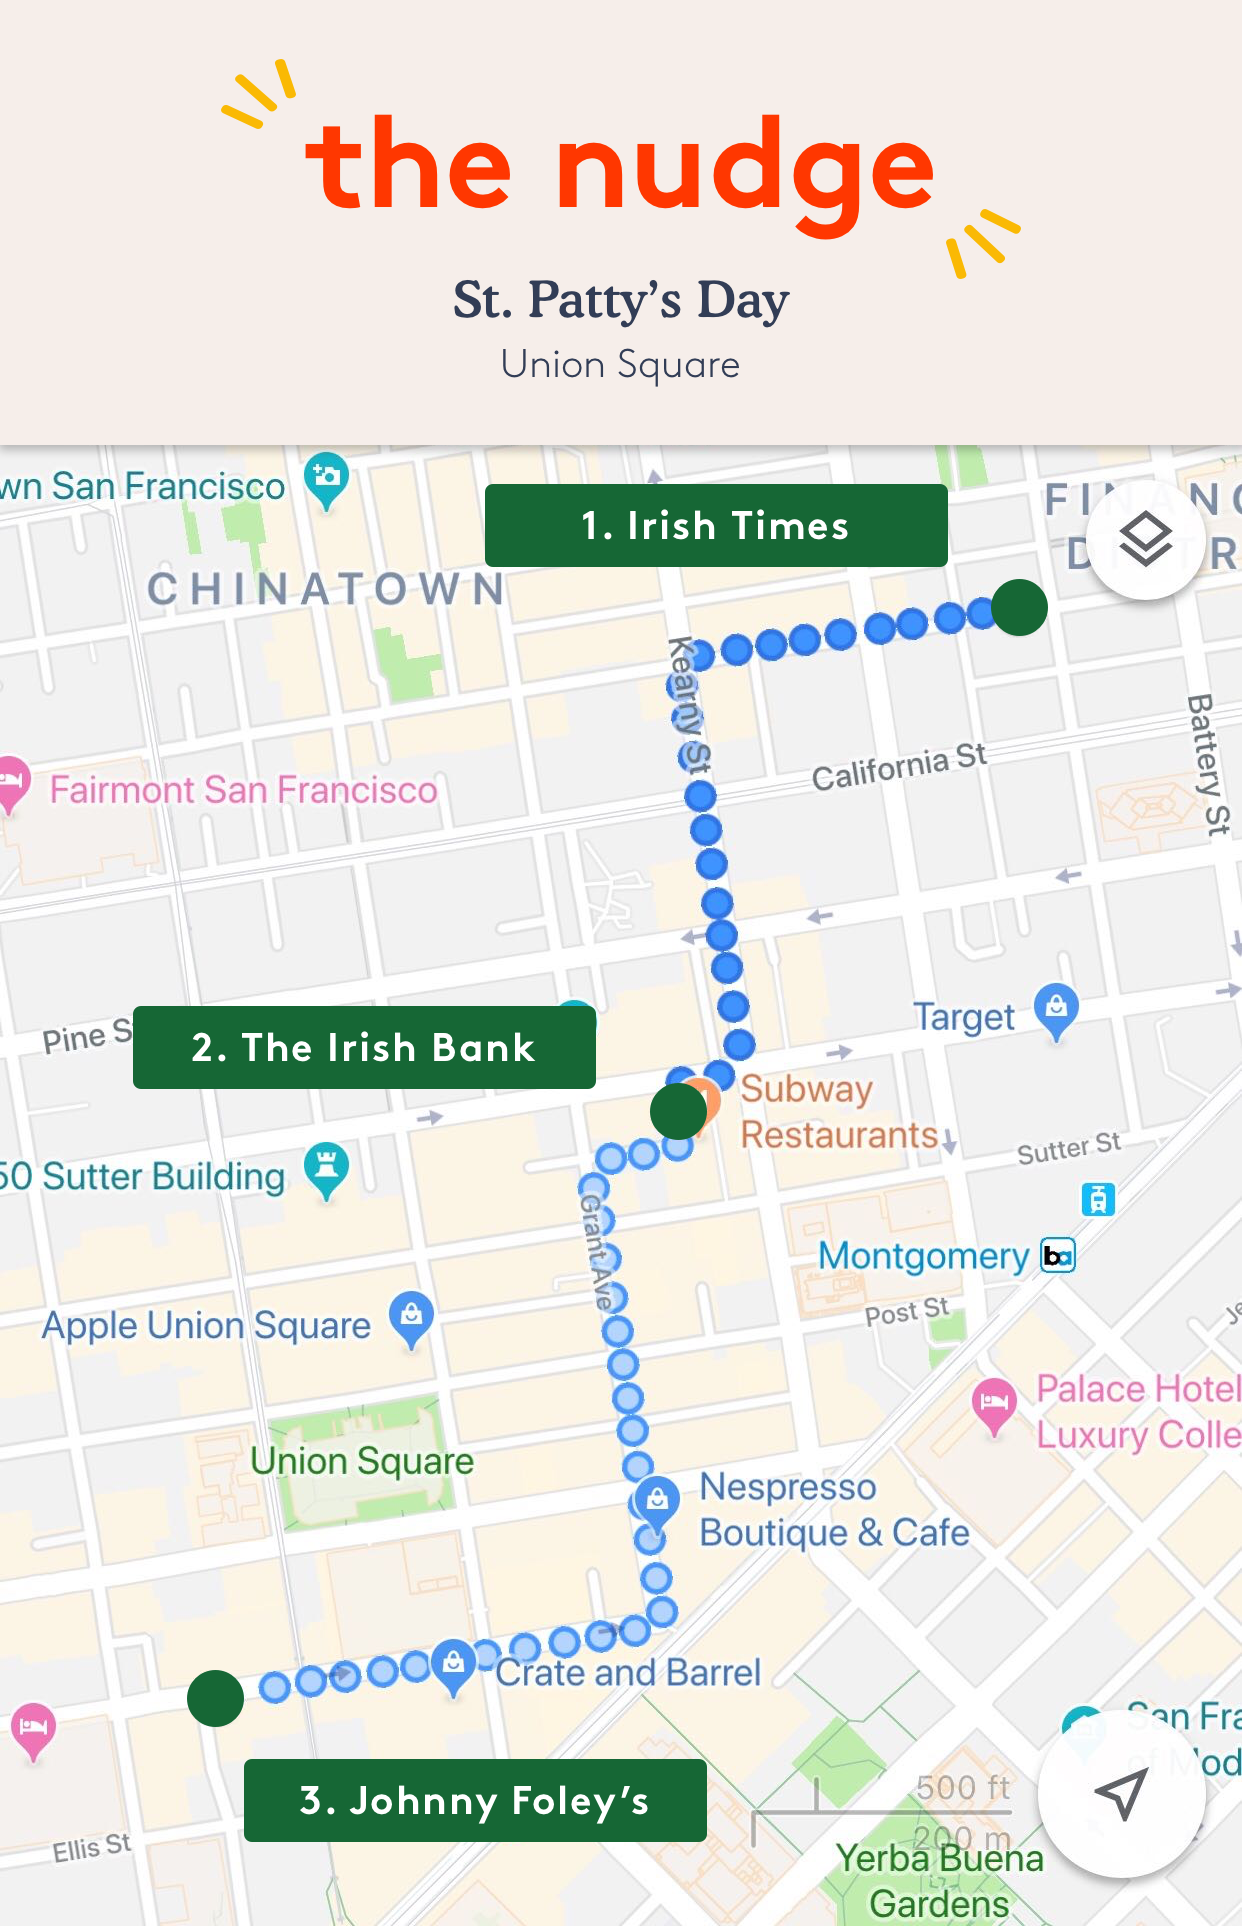 the nudge
St. Patty's Day
Union Square
wn San Francisco
1. Irish Times
CHINATOWN
Kearny St
California St
Battery St
Fairmont San Francisco
Pine S
2. The Irish Bank
Target
Subway
Restaurants
Sutter St
50 Sutter Building
Grant Ave
Montgomery ba
Post St
Apple Union Square
Palace Hotel
Luxury Colle
Union Square
Nespresso
Boutique & Cafe
Crate and Barrel
San Fra
of Mod
3. Johnny Foley's
500 ft
200 m
Ellis St
Yerba Buena
Gardens